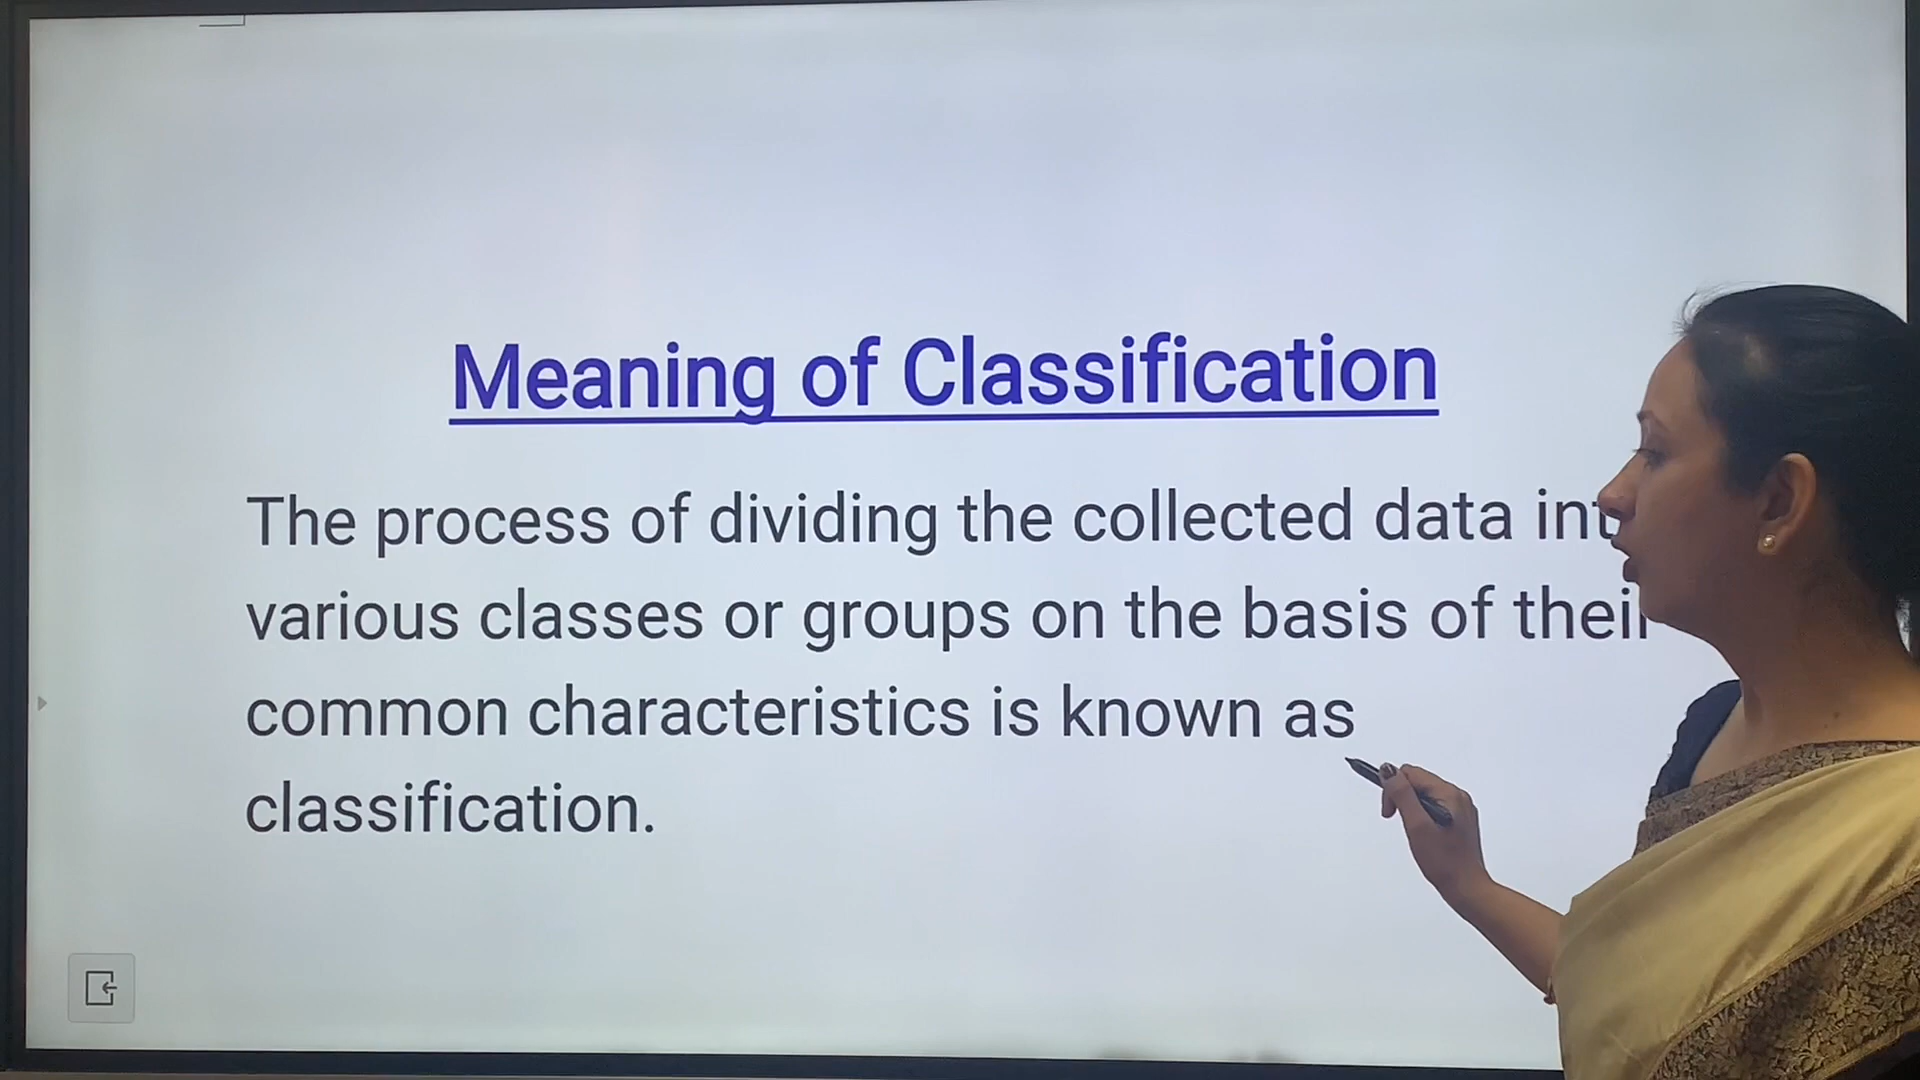 Meaning of Classification
The process of dividing the collected data
various classes or groups on the basis of their
common characteristics is known as
classification.